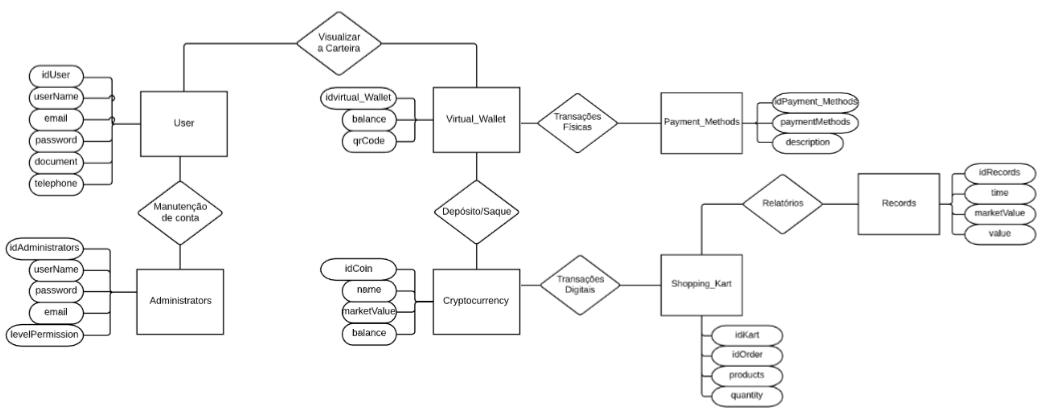 Visualizar
a Carteira
idUser
userName
email
password
document
telephone
User
idvirtual_Wallet
balance
qrCode
Virtual_Wallet
Transações
Físicas
Payment_Methods
idPayment_Methods
paymentMethods
description
Manutenção
de conta
Depósito/Saque
Relatórios
Records
idRecords
time
marketValue
value
idAdministrators
userName
password
email
levelPermission
Administrators
idCoin
name
marketValue
balance
Cryptocurrency
Transações
Digitais
Shopping_Kart
idKart
idOrder
products
quantity